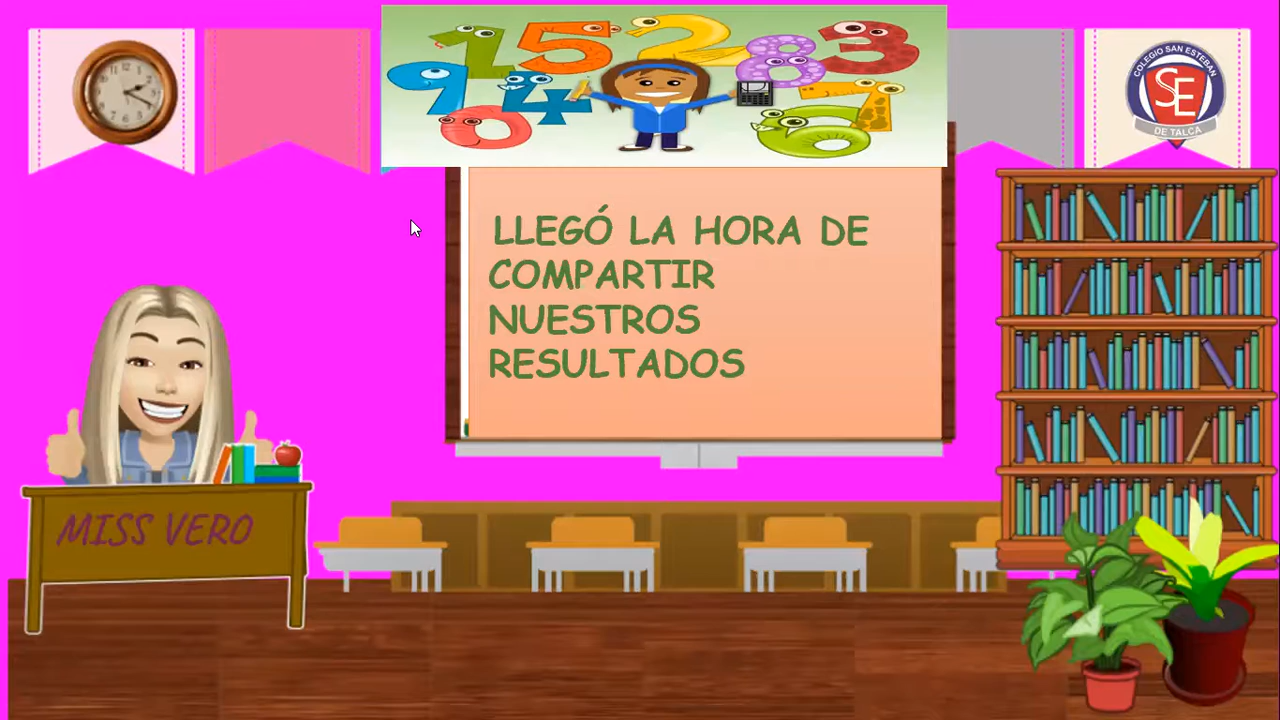 COLEGIO SAN ESTEBAN
SE
DE TALCA
LLEGÓ LA HORA DE
COMPARTIR
NUESTROS
RESULTADOS
MISS VERO